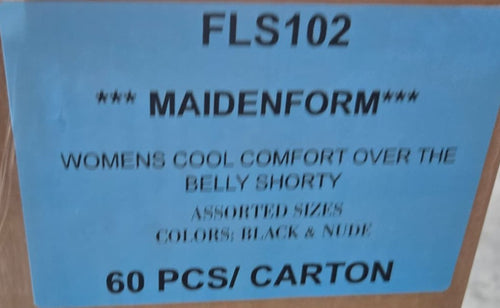 FLS102
*** MAIDENFORM***
WOMENS COOL COMFORT OVER THE
BELLY SHORTY
ASSORTED SIZES
COLORS; BLACK & NUDE
60 PCS/ CARTON